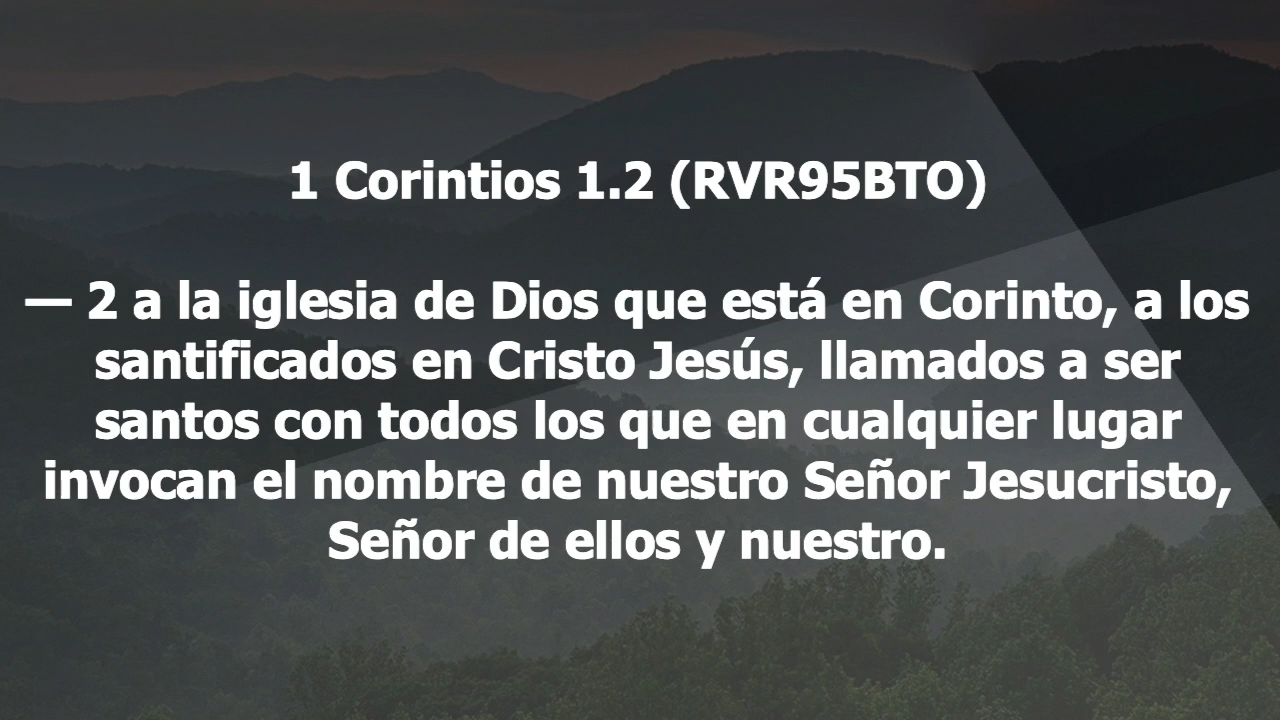 1 Corintios 1.2 (RVR95BTO)
— 2 a la iglesia de Dios que está en Corinto, a los
santificados en Cristo Jesús, llamados a ser
santos con todos los que en cualquier lugar
invocan el nombre de nuestro Señor Jesucristo,
Señor de ellos y nuestro.